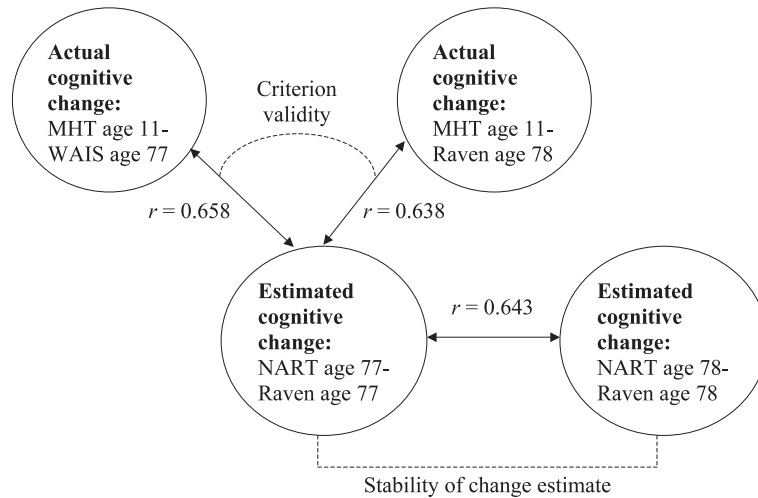 Actual
cognitive
change:
MHT age 11-
WAIS age 77
Criterion
validity
Actual
cognitive
change:
MHT age 11-
Raven age 78
r = 0.658
r = 0.638
Estimated
cognitive
change:
NART age 77-
Raven age 77
r = 0.643
Estimated
cognitive
change:
NART age 78-
Raven age 78
Stability of change estimate